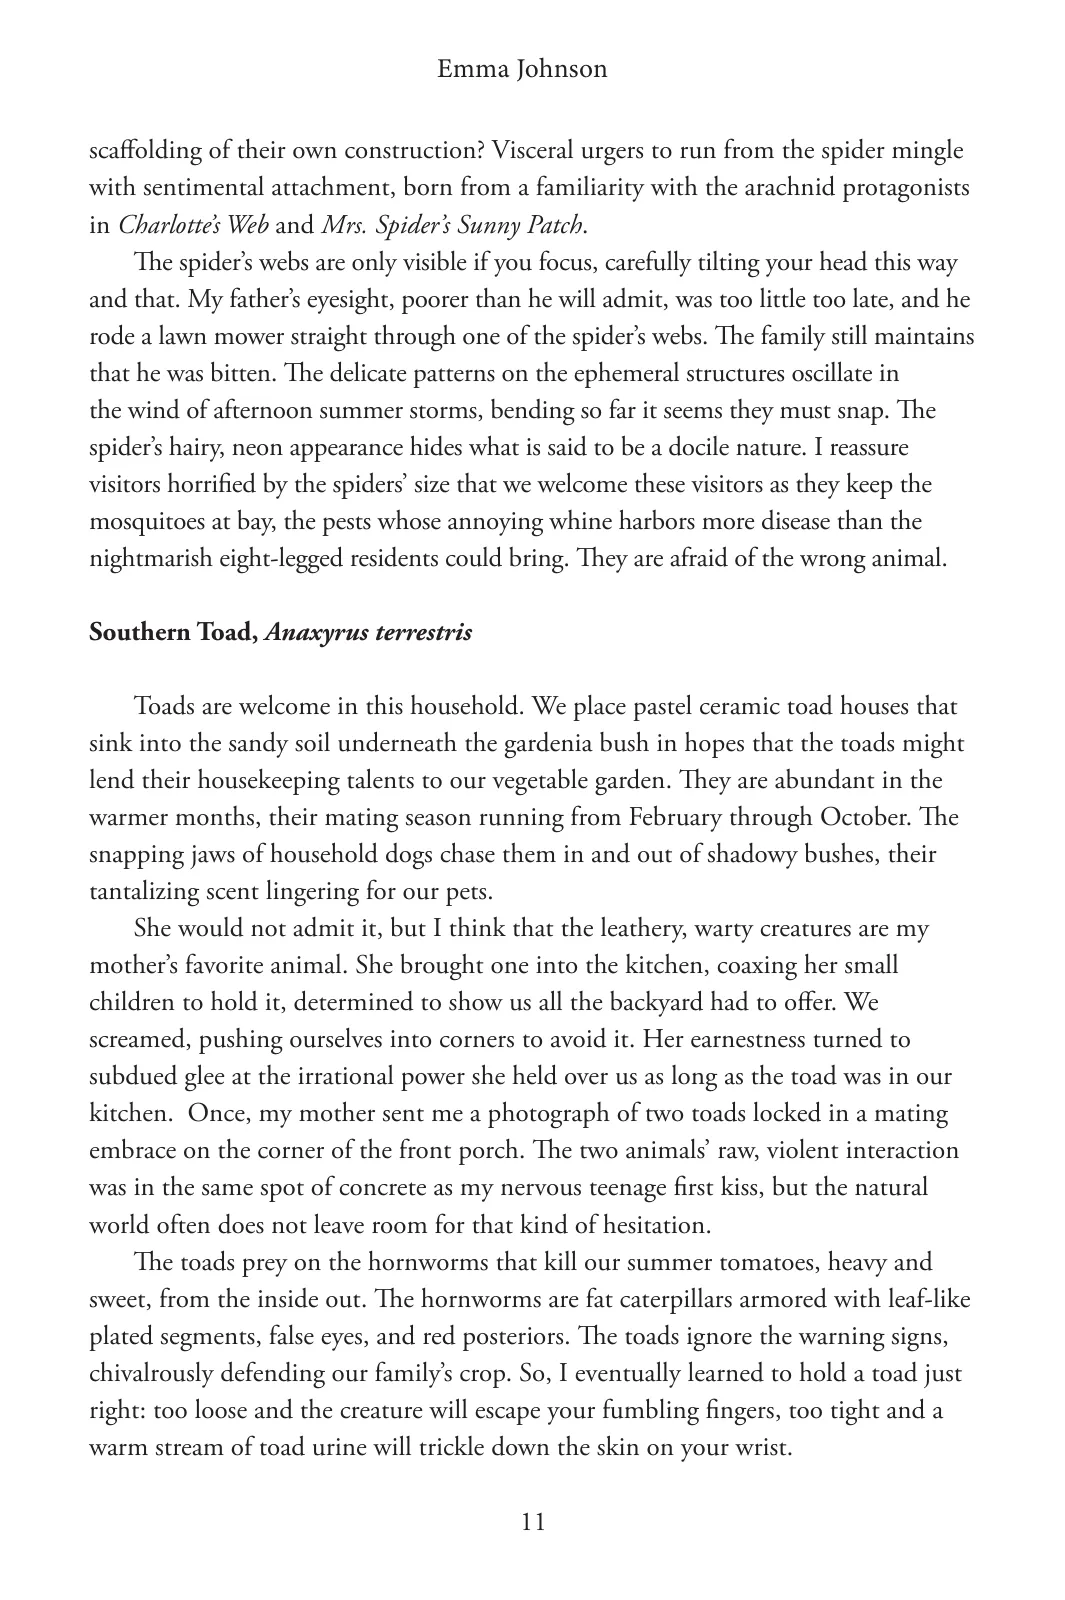 Emma Johnson
scaffolding of their own construction? Visceral urgers to run from the spider mingle
with sentimental attachment, born from a familiarity with the arachnid protagonists
in Charlotte’s Web and Mrs. Spider’s Sunny Patch.
The spider’s webs are only visible if you focus, carefully tilting your head this way
and that. My father’s eyesight, poorer than he will admit, was too little too late, and he
rode a lawn mower straight through one of the spider’s webs. The family still maintains
that he was bitten. The delicate patterns on the ephemeral structures oscillate in
the wind of afternoon summer storms, bending so far it seems they must snap. The
spider’s hairy, neon appearance hides what is said to be a docile nature. I reassure
visitors horrified by the spiders’ size that we welcome these visitors as they keep the
mosquitoes at bay, the pests whose annoying whine harbors more disease than the
nightmarish eight-legged residents could bring. They are afraid of the wrong animal.
Southern Toad, Anaxyrus terrestris
Toads are welcome in this household. We place pastel ceramic toad houses that
sink into the sandy soil underneath the gardenia bush in hopes that the toads might
lend their housekeeping talents to our vegetable garden. They are abundant in the
warmer months, their mating season running from February through October. The
snapping jaws of household dogs chase them in and out of shadowy bushes, their
tantalizing scent lingering for our pets.
She would not admit it, but I think that the leathery, warty creatures are my
mother’s favorite animal. She brought one into the kitchen, coaxing her small
children to hold it, determined to show us all the backyard had to offer. We
screamed, pushing ourselves into corners to avoid it. Her earnestness turned to
subdued glee at the irrational power she held over us as long as the toad was in our
kitchen.  Once, my mother sent me a photograph of two toads locked in a mating
embrace on the corner of the front porch. The two animals’ raw, violent interaction
was in the same spot of concrete as my nervous teenage first kiss, but the natural
world often does not leave room for that kind of hesitation.
The toads prey on the hornworms that kill our summer tomatoes, heavy and
sweet, from the inside out. The hornworms are fat caterpillars armored with leaf-like
plated segments, false eyes, and red posteriors. The toads ignore the warning signs,
chivalrously defending our family’s crop. So, I eventually learned to hold a toad just
right: too loose and the creature will escape your fumbling fingers, too tight and a
warm stream of toad urine will trickle down the skin on your wrist.
11